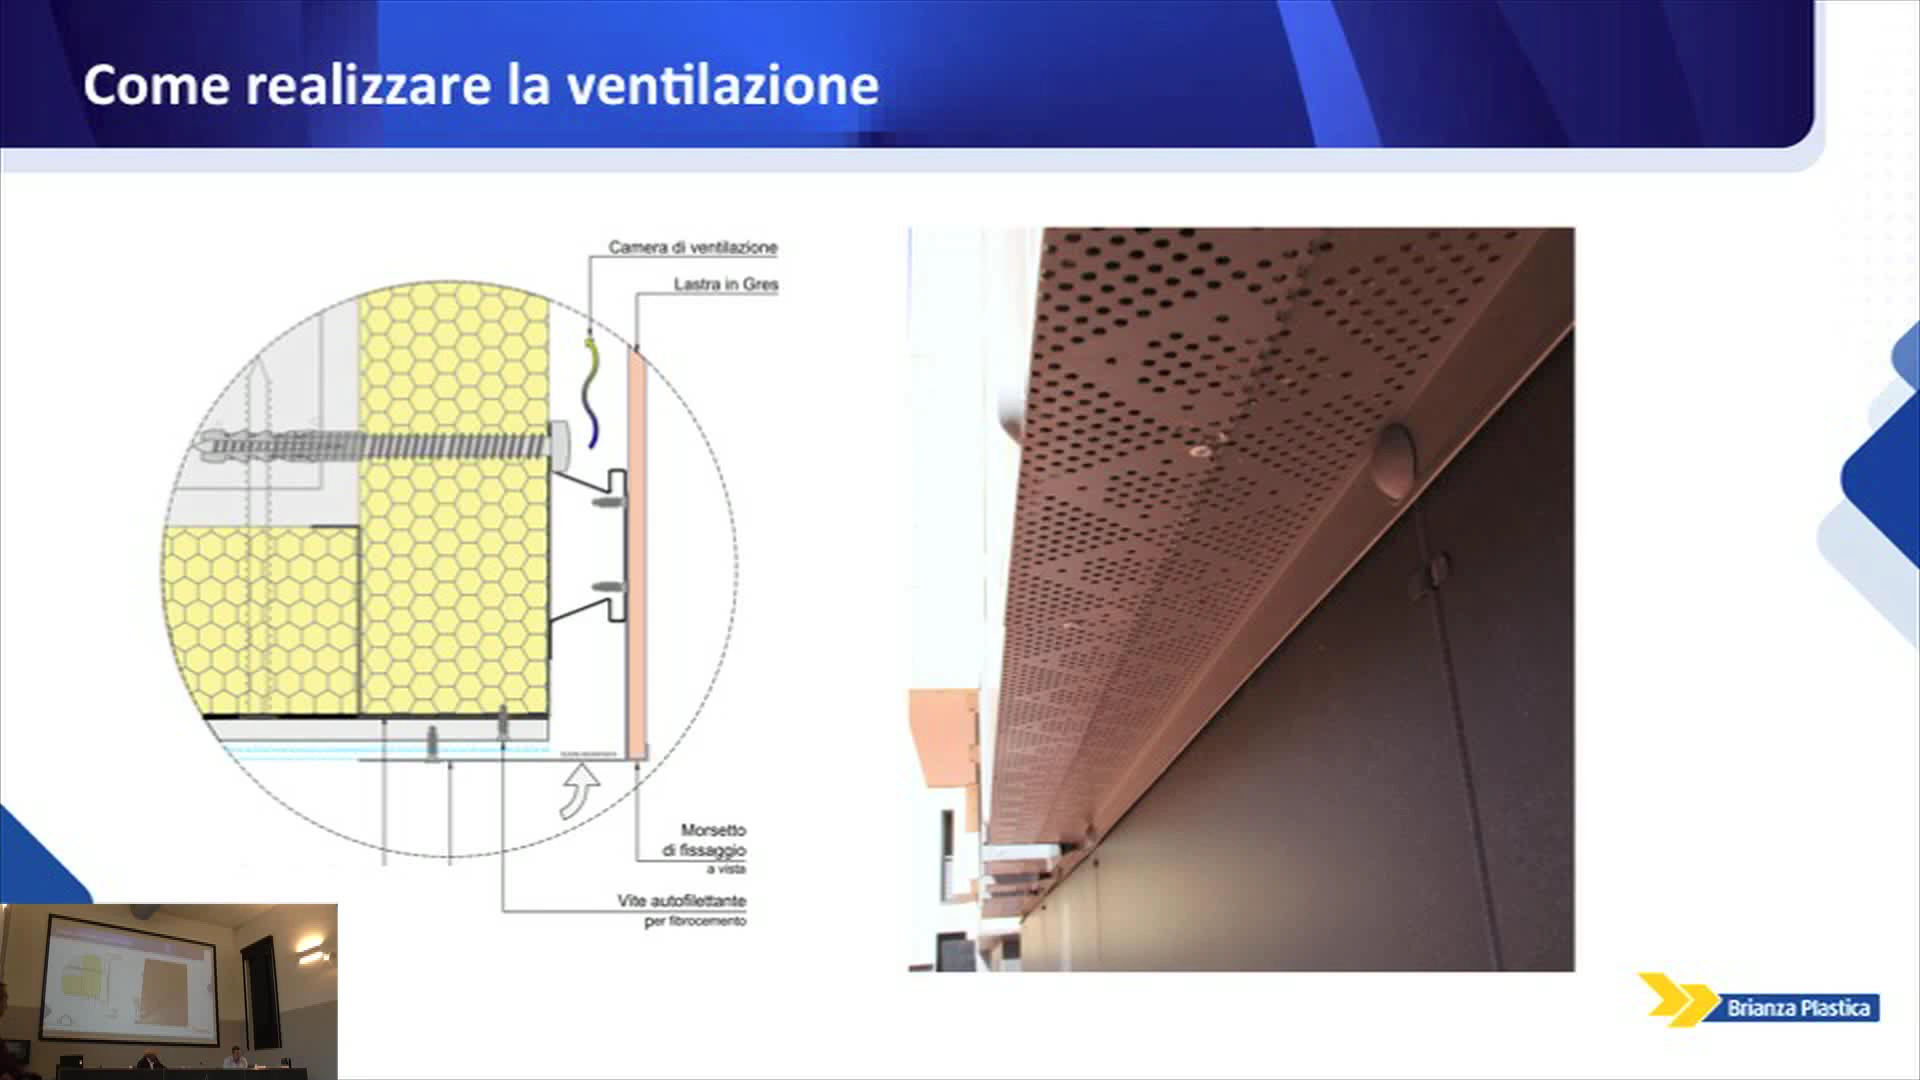 Come realizzare la ventilazione
Camera di ventilazione
Lastra in Gres
Morsetto
di fissaggio
a vista
Vite autofilettante
per fibrocemento
Brianza Plastica